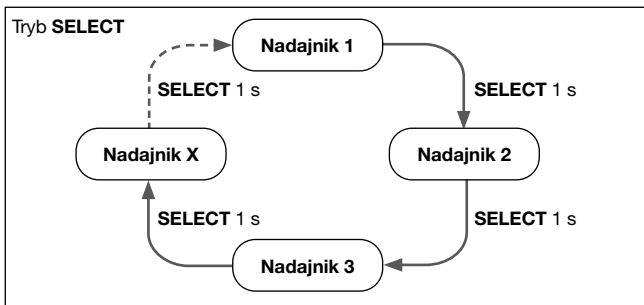 Tryb SELECT
Nadajnik 1
SELECT 1 s
SELECT 1 s
Nadajnik X
Nadajnik 2
SELECT 1 s
SELECT 1 s
Nadajnik 3